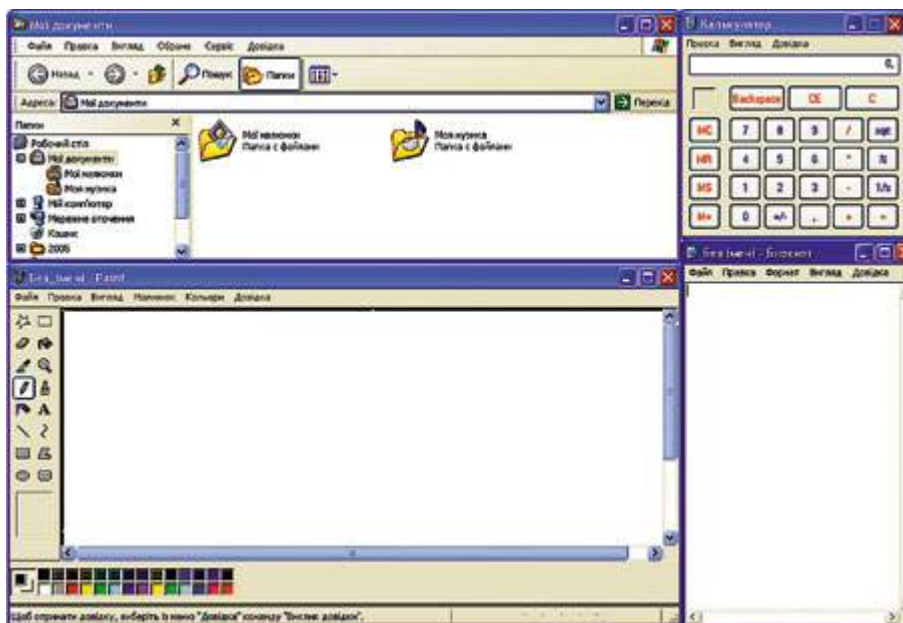 Мої документи
Файл Правка Вигляд Обране Сервіс Довідка
Назад Пошук Папки
Адреса: Мої документи Перехід
Папки
Робочий стіл
Мої документи
Мої малюнки
Моя музика
Мій комп'ютер
Мережне оточення
Кошик
2005
Мої малюнки
Папка с файлами
Моя музика
Папка с файлами
Калькулятор
Правка Вигляд Довідка
0,
Backspace CE C
MC 7 8 9 / sqrt
MR 4 5 6 * %
MS 1 2 3 - 1/x
M+ 0 +/- , + =
- Paint
Файл Правка Вигляд Малюнок Кольори Довідка
A
Щоб отримати довідку, виберіть із меню "Довідка" команду "Виклик довідки".
- Блокнот
Файл Правка Формат Вигляд Довідка